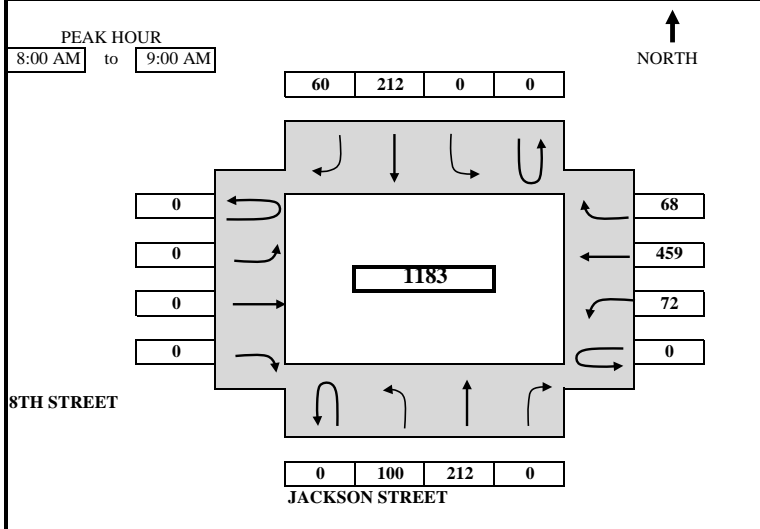 PEAK HOUR
8:00 AM to 9:00 AM
NORTH
60 212 0 0
0 68
0 459
1183
0 72
0 0
8TH STREET
0 100 212 0
JACKSON STREET